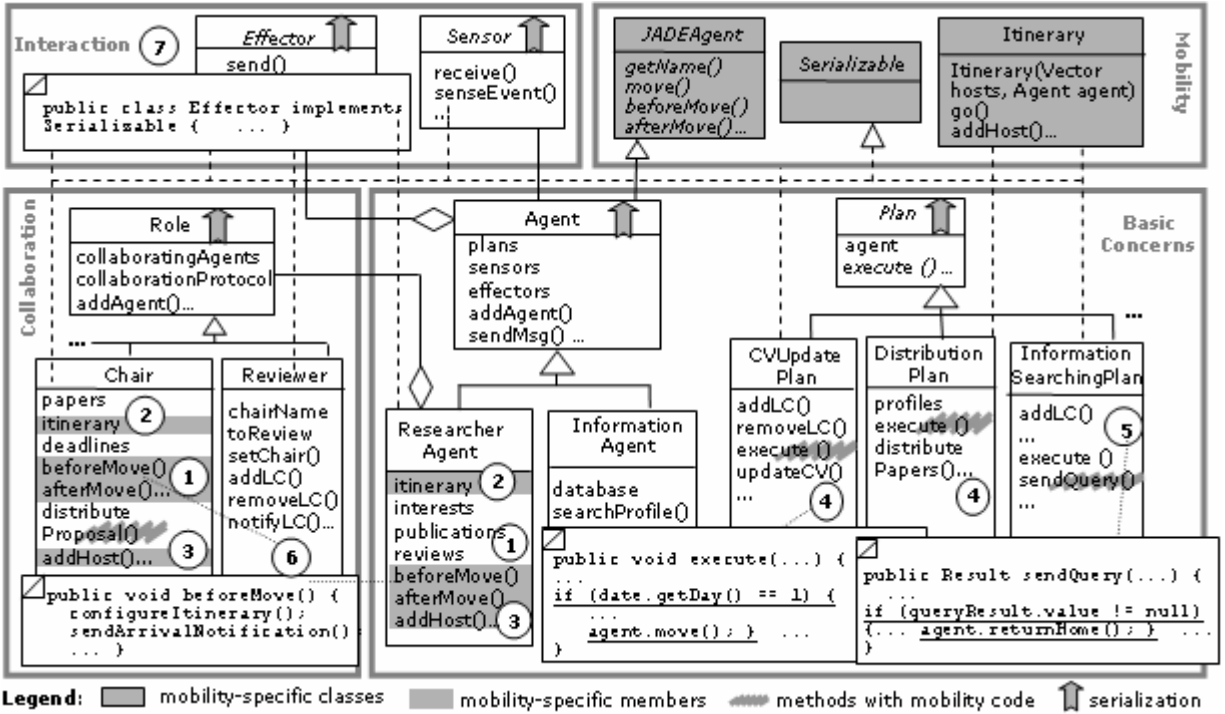 Interaction
7
Effector
send()
public class Effector implements
Serializable { ... }
Sensor
receive()
senseEvent()
...
JADEAgent
getName()
move()
beforeMove()
afterMove()...
Serializable
Itinerary
Itinerary(Vector
hosts, Agent agent)
go()
addHost()...
Mobility
Collaboration
Role
collaboratingAgents
collaborationProtocol
addAgent()...
...
Chair
papers
itinerary
2
deadlines
beforeMove()
afterMove()...
1
distribute
Proposal()
addHost()...
3
Reviewer
chairName
toReview
setChair()
addLC()
removeLC()
notifyLC()...
6
public void beforeMove() {
configureItinerary();
sendArrivalNotification()
... }
Basic
Concerns
Agent
plans
sensors
effectors
addAgent()
sendMsg() ...
Plan
agent
execute ()...
...
Researcher
Agent
itinerary
2
interests
publications
reviews
1
beforeMove()
afterMove()
addHost()...
3
Information
Agent
database
searchProfile()
CVUpdate
Plan
addLC()
removeLC()
execute ()
updateCV()
...
4
Distribution
Plan
profiles
execute ()
distribute
Papers()...
4
Information
SearchingPlan
addLC()
...
5
execute ()
sendQuery()
...
public void execute(...) {
...
if (date.getDay() == 1) {
...
agent.move(); } ...
}
public Result sendQuery(...) {
...
if (queryResult.value != null)
{... agent.returnHome(); } ...
}
Legend: mobility-specific classes mobility-specific members methods with mobility code serialization